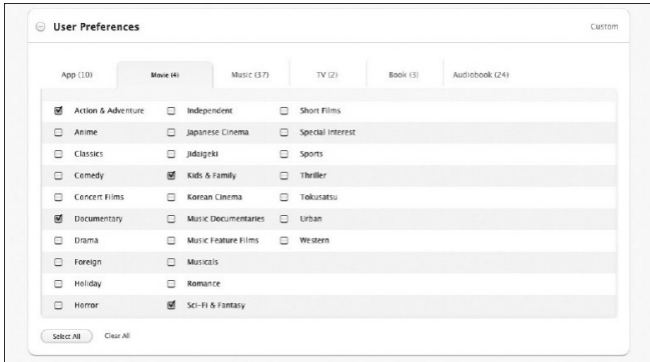 User Preferences
Custom
App (10)
Movie (4)
Music (37)
TV (2)
Book (3)
Audiobook (24)
Action & Adventure Independent Short Films
Anime Japanese Cinema Special Interest
Classics Jidaigeki Sports
Comedy Kids & Family Thriller
Concert Films Korean Cinema Tokusatsu
Documentary Music Documentaries Urban
Drama Music Feature Films Western
Foreign Musicals
Holiday Romance
Horror Sci-Fi & Fantasy
Select All Clear All